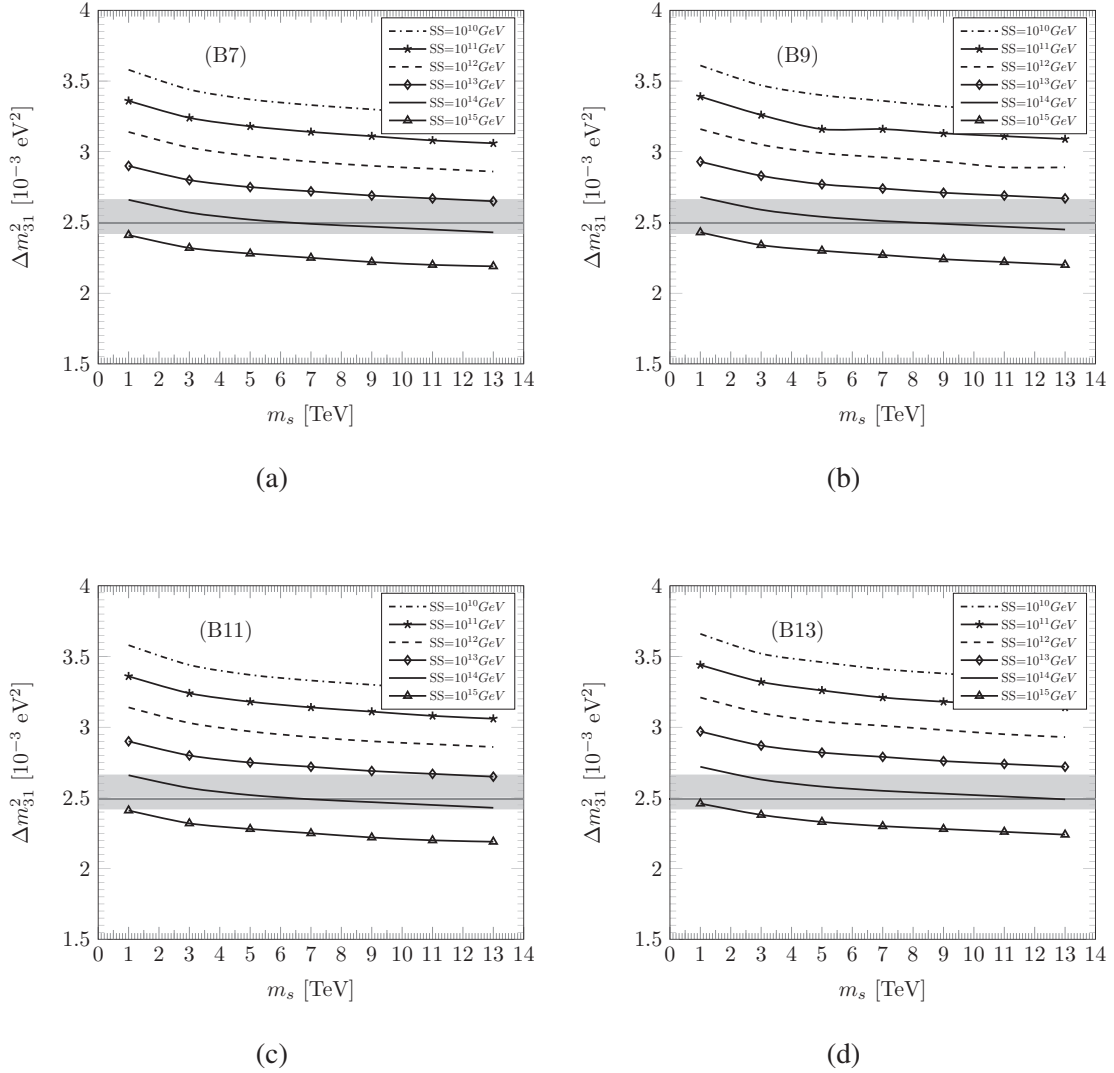 4
3.5
3
2.5
2
1.5
Δm²₃₁ [10⁻³ eV²]
(B7)
SS=10¹⁰GeV
SS=10¹¹GeV
SS=10¹²GeV
SS=10¹³GeV
SS=10¹⁴GeV
SS=10¹⁵GeV
0 1 2 3 4 5 6 7 8 9 10 11 12 13 14
mₛ [TeV]
(a)
4
3.5
3
2.5
2
1.5
Δm²₃₁ [10⁻³ eV²]
(B9)
SS=10¹⁰GeV
SS=10¹¹GeV
SS=10¹²GeV
SS=10¹³GeV
SS=10¹⁴GeV
SS=10¹⁵GeV
0 1 2 3 4 5 6 7 8 9 10 11 12 13 14
mₛ [TeV]
(b)
4
3.5
3
2.5
2
1.5
Δm²₃₁ [10⁻³ eV²]
(B11)
SS=10¹⁰GeV
SS=10¹¹GeV
SS=10¹²GeV
SS=10¹³GeV
SS=10¹⁴GeV
SS=10¹⁵GeV
0 1 2 3 4 5 6 7 8 9 10 11 12 13 14
mₛ [TeV]
(c)
4
3.5
3
2.5
2
1.5
Δm²₃₁ [10⁻³ eV²]
(B13)
SS=10¹⁰GeV
SS=10¹¹GeV
SS=10¹²GeV
SS=10¹³GeV
SS=10¹⁴GeV
SS=10¹⁵GeV
0 1 2 3 4 5 6 7 8 9 10 11 12 13 14
mₛ [TeV]
(d)